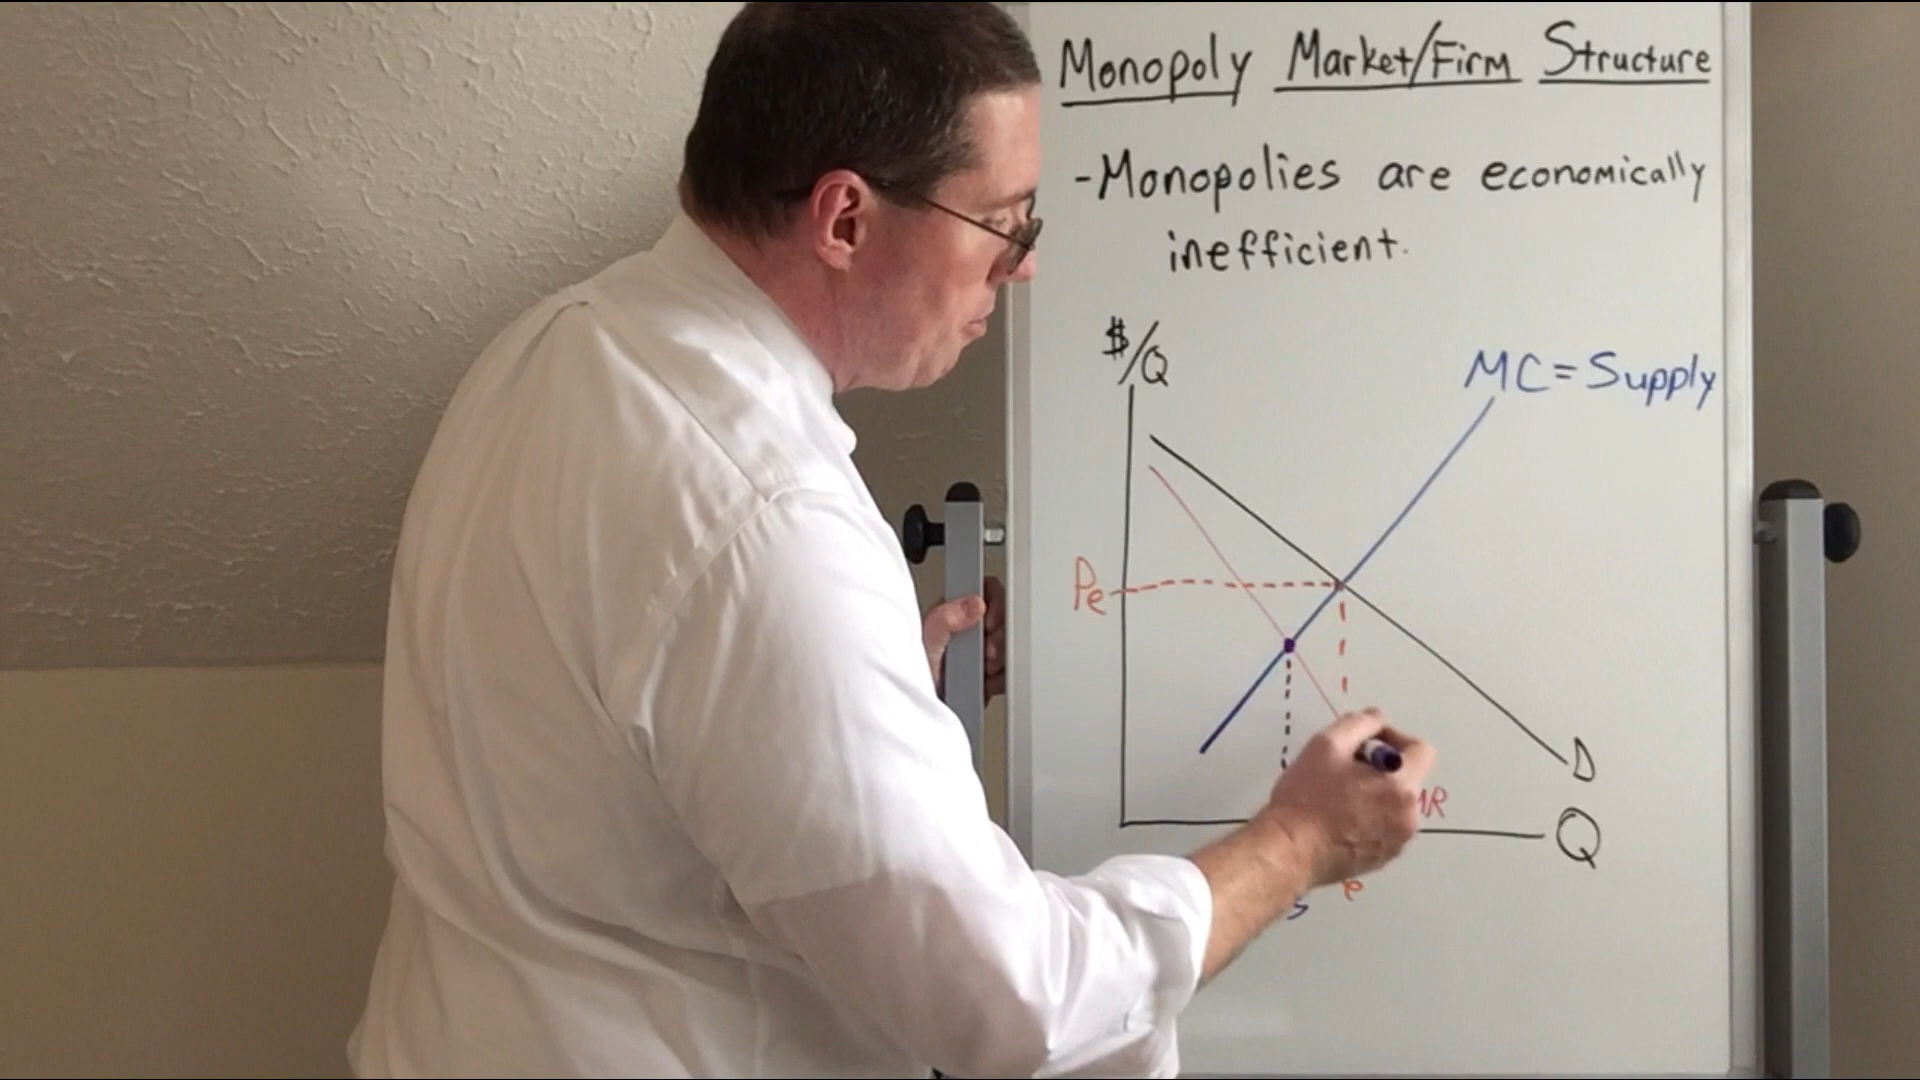 Monopoly Market/Firm Structure
-Monopolies are economically
inefficient.
$/Q
MC=Supply
Pe
D
Q